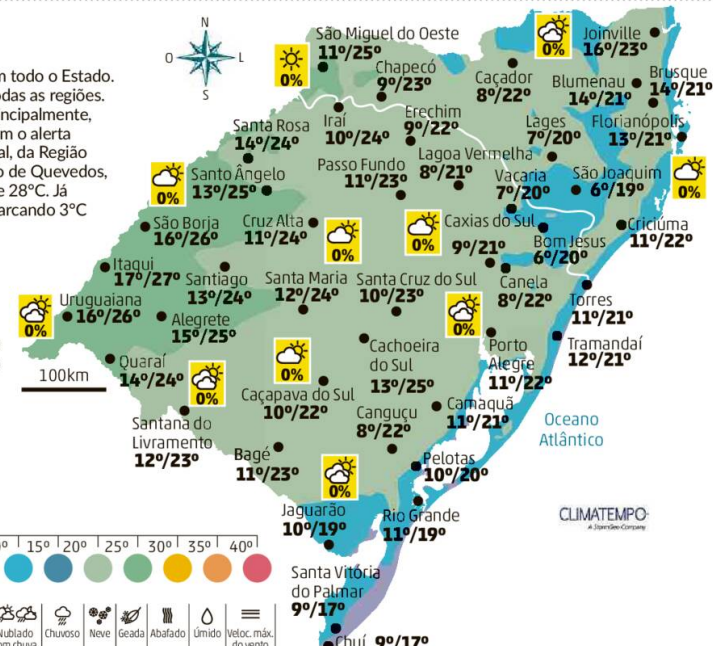 m todo o Estado.
odas as regiões.
ncipalmente,
m o alerta
al, da Região
o de Quevedos,
e 28°C. Já
arcando 3°C
N
O
L
S
São Miguel do Oeste
11º/25º
0%
Chapecó
9º/23º
Caçador
8º/22º
0%
Joinville
16º/23º
Blumenau
14º/21º
Brusque
14º/21º
Iraí
10º/24º
Erechim
9º/22º
Lages
7º/20º
Florianópolis
13º/21º
0%
Santa Rosa
14º/24º
Passo Fundo
11º/23º
Lagoa Vermelha
8º/21º
Vacaria
7º/20º
São Joaquim
6º/19º
0%
Santo Ângelo
13º/25º
São Borja
16º/26º
Cruz Alta
11º/24º
0%
0%
Caxias do Sul
9º/21º
Bom Jesus
6º/20º
Criciúma
11º/22º
Itaqui
17º/27º
Santiago
13º/24º
Santa Maria
12º/24º
Santa Cruz do Sul
10º/23º
Canela
8º/22º
Torres
11º/21º
0%
Uruguaiana
16º/26º
Alegrete
15º/25º
0%
Cachoeira
do Sul
13º/25º
Porto
Alegre
11º/22º
Tramandaí
12º/21º
100km
Quaraí
14º/24º
0%
0%
Caçapava do Sul
10º/22º
Camaquã
11º/21º
Santana do
Livramento
12º/23º
Canguçu
8º/22º
Oceano
Atlântico
Bagé
11º/23º
0%
Pelotas
10º/20º
Jaguarão
10º/19º
Rio Grande
11º/19º
CLIMATEMPO
A StormGeo Company
15º 20º 25º 30º 35º 40º
Santa Vitória
do Palmar
9º/17º
Nublado
om chuva
Chuvoso
Neve
Geada
Abafado
Úmido
Veloc. máx.
do vento
Chuí 9º/17º